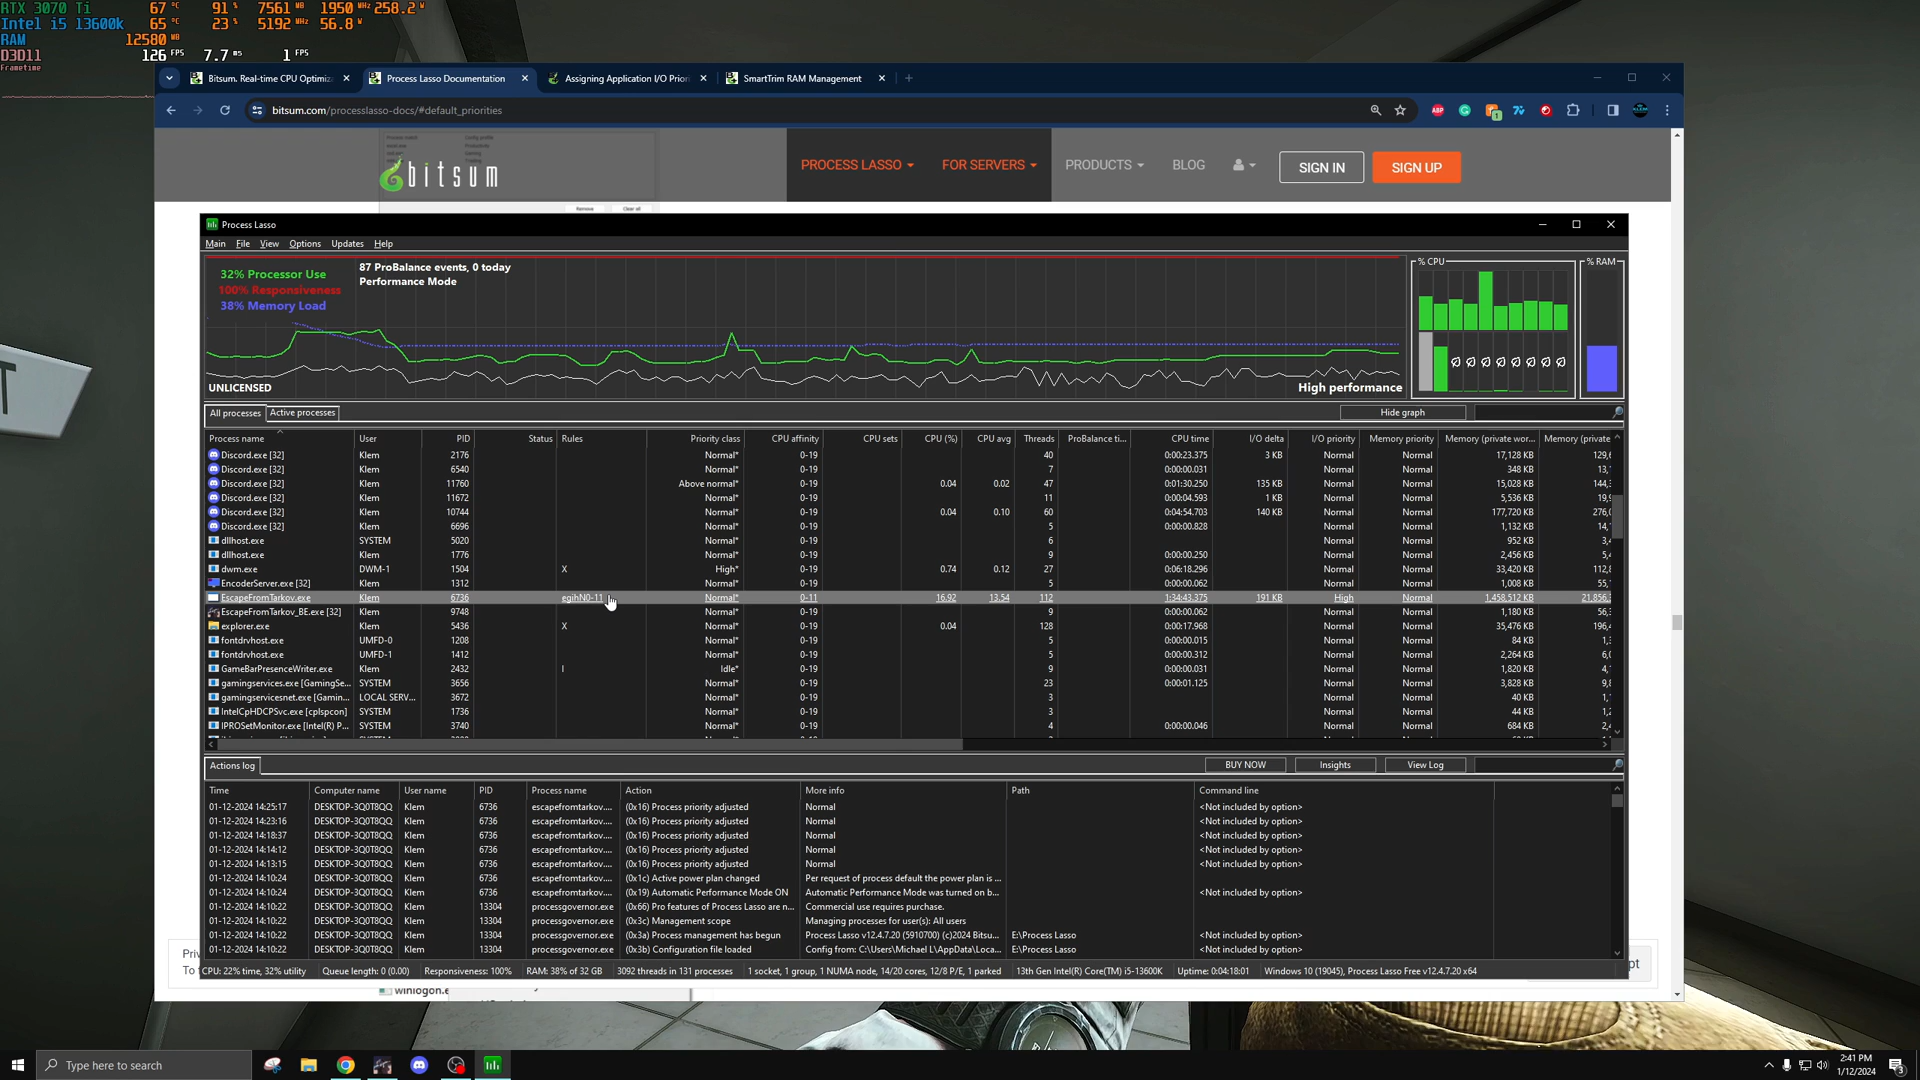 RTX 3070 Ti 67 °C 91 % 7561 MB 1950 MHz 258.2 W
Intel i5 13600k 65 °C 23 % 5192 MHz 56.8 W
RAM 12580 MB
D3D11 126 FPS 7.7 ms 1 FPS
Frametime
Bitsum. Real-time CPU Optimiz
Process Lasso Documentation
Assigning Application I/O Prior
SmartTrim RAM Management
bitsum.com/processlasso-docs/#default_priorities
bitsum
PROCESS LASSO
FOR SERVERS
PRODUCTS
BLOG
SIGN IN
SIGN UP
Remove Clear all
Process Lasso
Main File View Options Updates Help
32% Processor Use
100% Responsiveness
38% Memory Load
87 ProBalance events, 0 today
Performance Mode
UNLICENSED
High performance
% CPU
% RAM
All processes Active processes Hide graph
Process name User PID Status Rules Priority class CPU affinity CPU sets CPU (%) CPU avg Threads ProBalance ti... CPU time I/O delta I/O priority Memory priority Memory (private wor... Memory (private
Discord.exe [32] Klem 2176 Normal* 0-19 40 0:00:23.375 3 KB Normal Normal 17,128 KB 129,6
Discord.exe [32] Klem 6540 Normal* 0-19 7 0:00:00.031 Normal Normal 348 KB 13,
Discord.exe [32] Klem 11760 Above normal* 0-19 0.04 0.02 47 0:01:30.250 135 KB Normal Normal 15,028 KB 144,
Discord.exe [32] Klem 11672 Normal* 0-19 11 0:00:04.593 1 KB Normal Normal 5,536 KB 19,
Discord.exe [32] Klem 10744 Normal* 0-19 0.04 0.10 60 0:04:54.703 140 KB Normal Normal 177,720 KB 276,
Discord.exe [32] Klem 6696 Normal* 0-19 5 0:00:00.828 Normal Normal 1,132 KB 14,
dllhost.exe SYSTEM 5020 Normal* 0-19 6 Normal Normal 952 KB 3,
dllhost.exe Klem 1776 Normal* 0-19 9 0:00:00.250 Normal Normal 2,456 KB 5,
dwm.exe DWM-1 1504 X High* 0-19 0.74 0.12 27 0:06:18.296 Normal Normal 33,420 KB 112,8
EncoderServer.exe [32] Klem 1312 Normal* 0-19 5 0:00:00.062 Normal Normal 1,008 KB 55,
EscapeFromTarkov.exe Klem 6736 egihN0-11 Normal* 0-11 16.92 13.54 112 1:34:43.375 191 KB High Normal 1,458,512 KB 21,856,
EscapeFromTarkov_BE.exe [32] Klem 9748 Normal* 0-19 9 0:00:00.062 Normal Normal 1,180 KB 56,
explorer.exe Klem 5436 X Normal* 0-19 0.04 128 0:00:17.968 Normal Normal 35,476 KB 196,
fontdrvhost.exe UMFD-0 1208 Normal* 0-19 5 0:00:00.015 Normal Normal 84 KB 1,
fontdrvhost.exe UMFD-1 1412 Normal* 0-19 5 0:00:00.312 Normal Normal 2,264 KB 6,
GameBarPresenceWriter.exe Klem 2432 I Idle* 0-19 9 0:00:00.031 Normal Normal 1,820 KB 4,
gamingservices.exe [GamingSe... SYSTEM 3656 Normal* 0-19 23 0:00:01.125 Normal Normal 3,828 KB 9,
gamingservicesnet.exe [Gamin... LOCAL SERV... 3672 Normal* 0-19 3 Normal Normal 40 KB 1,
IntelCpHDCPSvc.exe [cplspcon] SYSTEM 1736 Normal* 0-19 3 Normal Normal 44 KB 1,
IPROSetMonitor.exe [Intel(R) P... SYSTEM 3740 Normal* 0-19 4 0:00:00.046 Normal Normal 684 KB 2,
Actions log BUY NOW Insights View Log
Time Computer name User name PID Process name Action More info Path Command line
01-12-2024 14:25:17 DESKTOP-3Q0T8QQ Klem 6736 escapefromtarkov.... (0x16) Process priority adjusted Normal <Not included by option>
01-12-2024 14:23:16 DESKTOP-3Q0T8QQ Klem 6736 escapefromtarkov.... (0x16) Process priority adjusted Normal <Not included by option>
01-12-2024 14:18:37 DESKTOP-3Q0T8QQ Klem 6736 escapefromtarkov.... (0x16) Process priority adjusted Normal <Not included by option>
01-12-2024 14:14:12 DESKTOP-3Q0T8QQ Klem 6736 escapefromtarkov.... (0x16) Process priority adjusted Normal <Not included by option>
01-12-2024 14:13:15 DESKTOP-3Q0T8QQ Klem 6736 escapefromtarkov.... (0x16) Process priority adjusted Normal <Not included by option>
01-12-2024 14:10:24 DESKTOP-3Q0T8QQ Klem 6736 escapefromtarkov.... (0x1c) Active power plan changed Per request of process default the power plan is ...
01-12-2024 14:10:24 DESKTOP-3Q0T8QQ Klem 6736 escapefromtarkov.... (0x19) Automatic Performance Mode ON Automatic Performance Mode was turned on b... <Not included by option>
01-12-2024 14:10:22 DESKTOP-3Q0T8QQ Klem 13304 processgovernor.exe (0x66) Pro features of Process Lasso are n... Commercial use requires purchase.
01-12-2024 14:10:22 DESKTOP-3Q0T8QQ Klem 13304 processgovernor.exe (0x3c) Management scope Managing processes for user(s): All users
01-12-2024 14:10:22 DESKTOP-3Q0T8QQ Klem 13304 processgovernor.exe (0x3a) Process management has begun Process Lasso v12.4.7.20 (5910700) (c)2024 Bitsu... E:\Process Lasso <Not included by option>
01-12-2024 14:10:22 DESKTOP-3Q0T8QQ Klem 13304 processgovernor.exe (0x3b) Configuration file loaded Config from: C:\Users\Michael L\AppData\Loca... E:\Process Lasso <Not included by option>
CPU: 22% time, 32% utility Queue length: 0 (0.00) Responsiveness: 100% RAM: 38% of 32 GB 3092 threads in 131 processes 1 socket, 1 group, 1 NUMA node, 14/20 cores, 12/8 P/E, 1 parked 13th Gen Intel(R) Core(TM) i5-13600K Uptime: 0:04:18:01 Windows 10 (19045), Process Lasso Free v12.4.7.20 x64
Priv
To
pt
winlogon.e
Type here to search
2:41 PM
1/12/2024